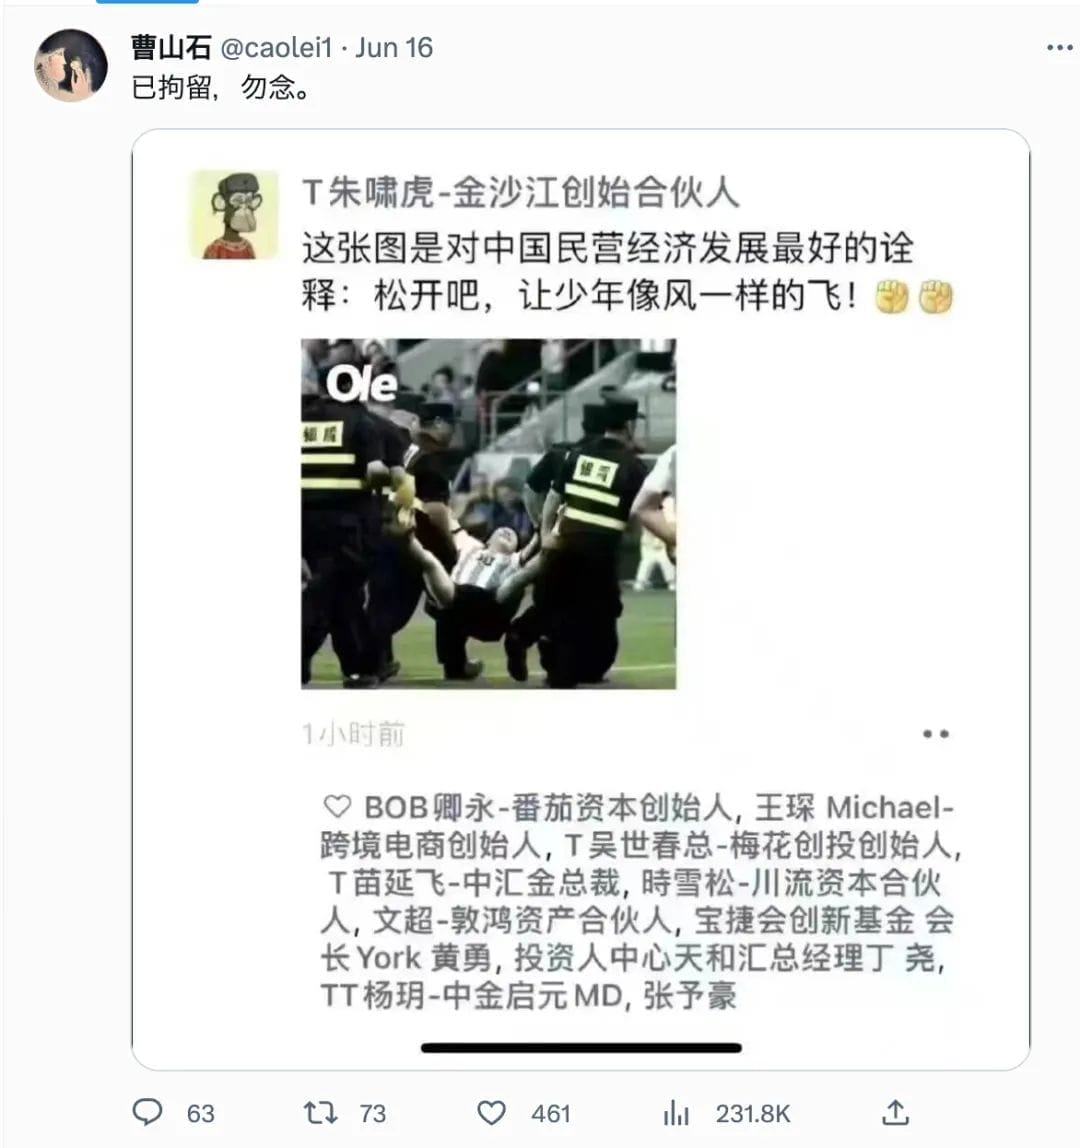 曹山石 @caolei1 · Jun 16
已拘留，勿念。
T 朱啸虎-金沙江创始合伙人
这张图是对中国民营经济发展最好的诠
释：松开吧，让少年像风一样的飞！✊✊
Ole
1小时前
BOB卿永-番茄资本创始人, 王琛 Michael-
跨境电商创始人, T吴世春总-梅花创投创始人,
T苗延飞-中汇金总裁, 時雪松-川流资本合伙
人, 文超-敦鸿资产合伙人, 宝捷会创新基金 会
长York 黄勇, 投资人中心天和汇总经理丁 尧,
TT杨玥-中金启元MD, 张予豪
63 73 461 231.8K